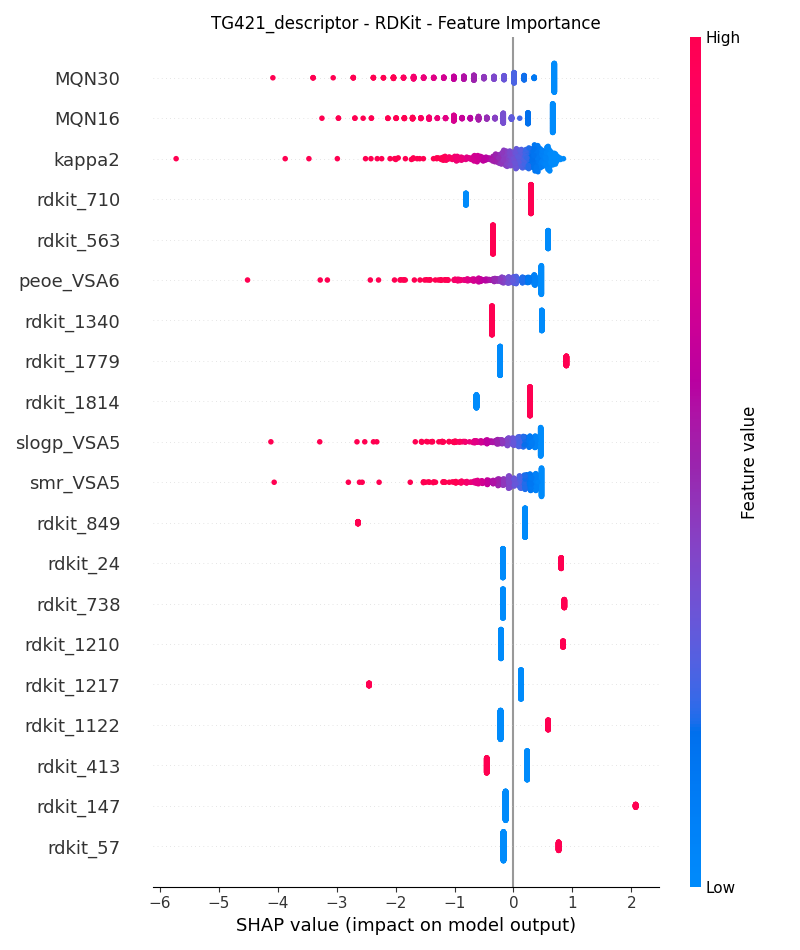 TG421_descriptor - RDKit - Feature Importance
High
MQN30
MQN16
kappa2
rdkit_710
rdkit_563
peoe_VSA6
rdkit_1340
rdkit_1779
rdkit_1814
slogp_VSA5
smr_VSA5
rdkit_849
rdkit_24
rdkit_738
rdkit_1210
rdkit_1217
rdkit_1122
rdkit_413
rdkit_147
rdkit_57
Feature value
Low
−6 −5 −4 −3 −2 −1 0 1 2
SHAP value (impact on model output)